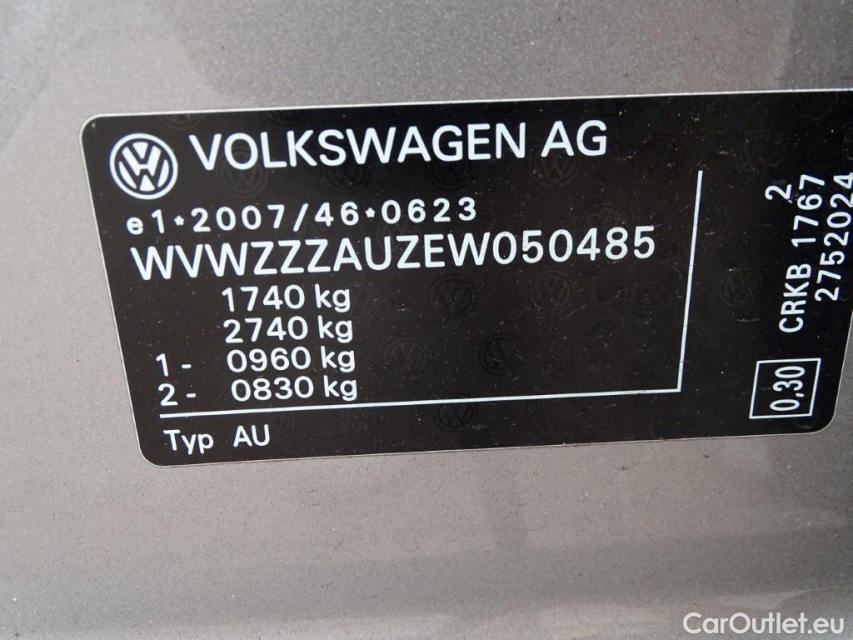 VOLKSWAGEN AG
e1*2007/46*0623
WVWZZZAUZEW050485
1740 kg
2740 kg
1 - 0960 kg
2 - 0830 kg
Typ AU
2
CRKB 1767
2752024
0,30
CarOutlet.eu